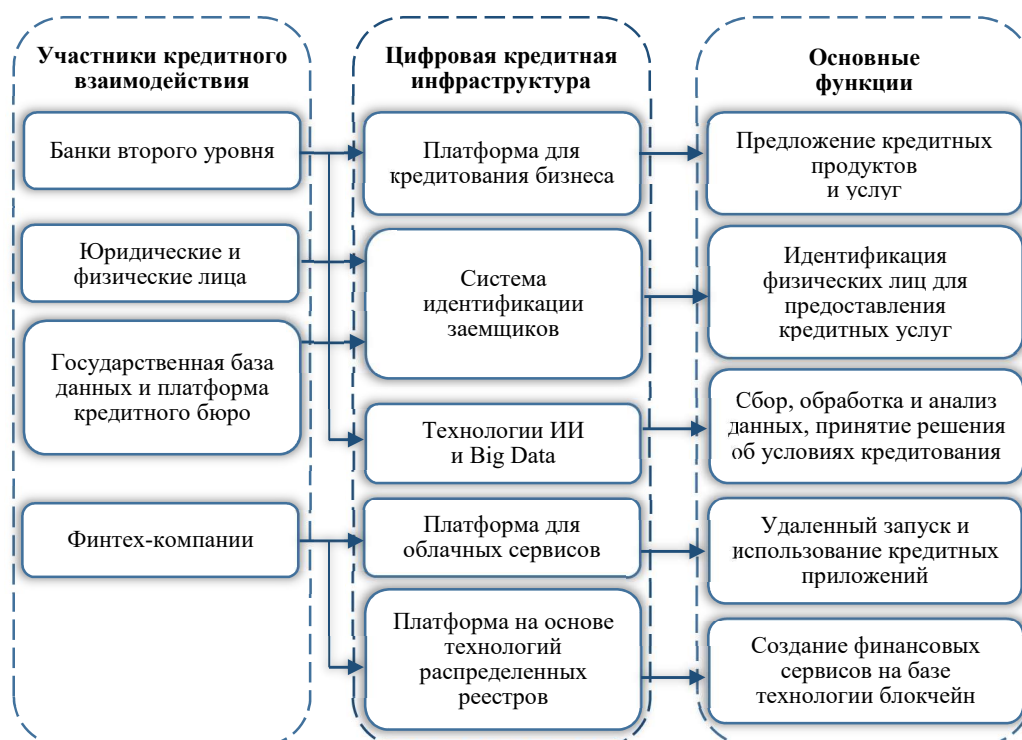 Участники кредитного
взаимодействия
Банки второго уровня
Юридические и
физические лица
Государственная база
данных и платформа
кредитного бюро
Финтех-компании
Цифровая кредитная
инфраструктура
Платформа для
кредитования бизнеса
Система
идентификации
заемщиков
Технологии ИИ
и Big Data
Платформа для
облачных сервисов
Платформа на основе
технологий
распределенных
реестров
Основные
функции
Предложение кредитных
продуктов
и услуг
Идентификация
физических лиц для
предоставления
кредитных услуг
Сбор, обработка и анализ
данных, принятие решения
об условиях кредитования
Удаленный запуск и
использование кредитных
приложений
Создание финансовых
сервисов на базе
технологии блокчейн